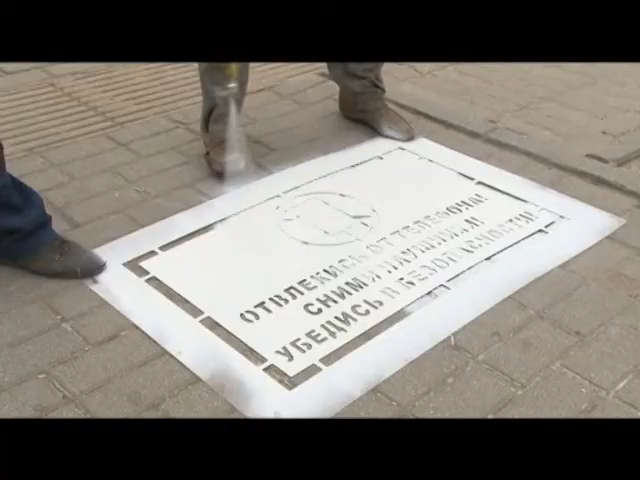 ОТВЛЕКИСЬ ОТ ТЕЛЕФОНА!
СНИМИ НАУШНИКИ!
УБЕДИСЬ В БЕЗОПАСНОСТИ!